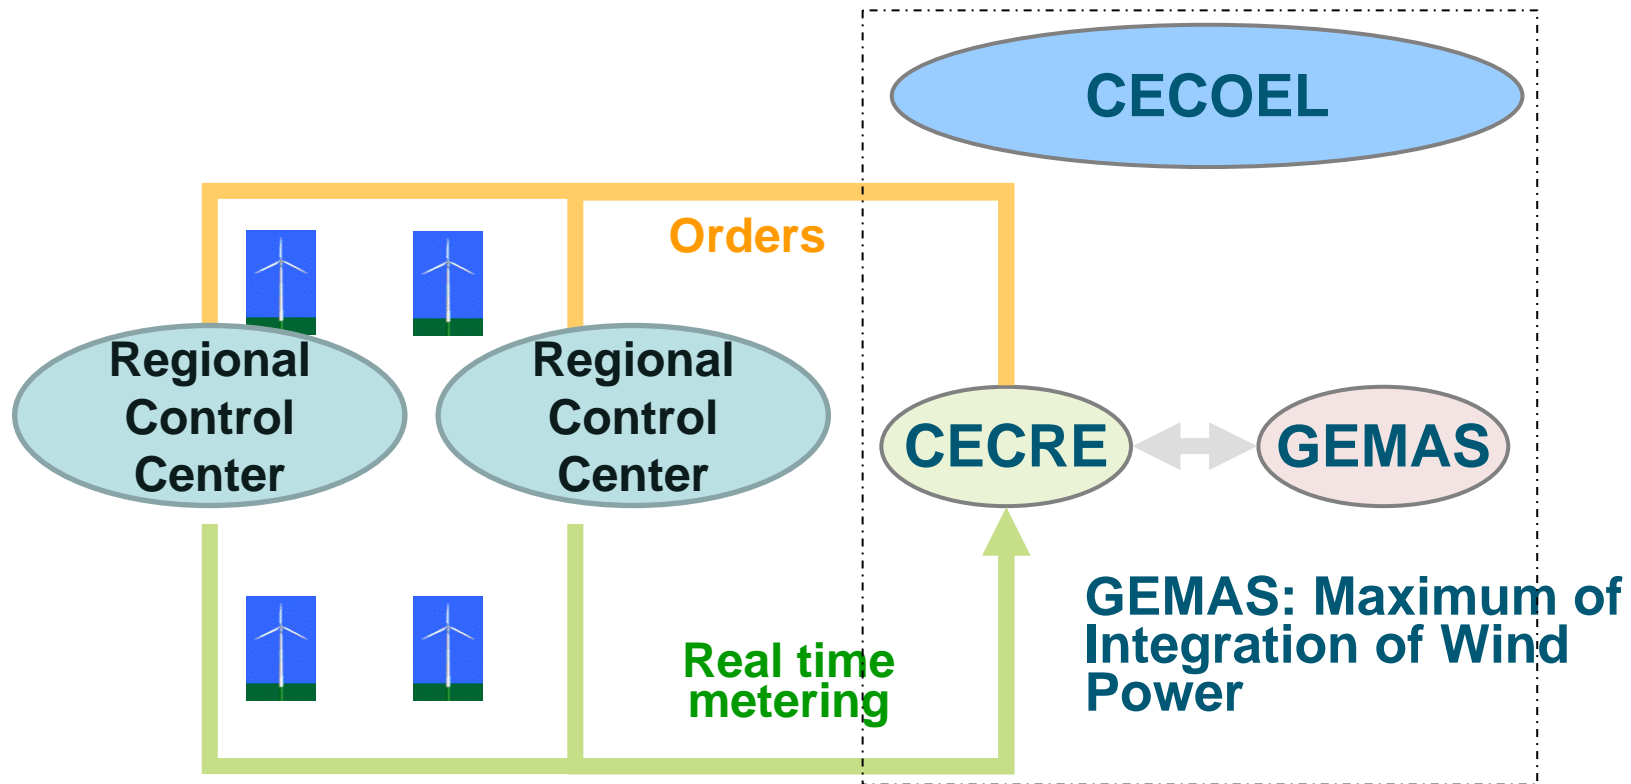 CECOEL
Orders
Regional
Control
Center
Regional
Control
Center
CECRE
GEMAS
GEMAS: Maximum of
Integration of Wind
Power
Real time
metering